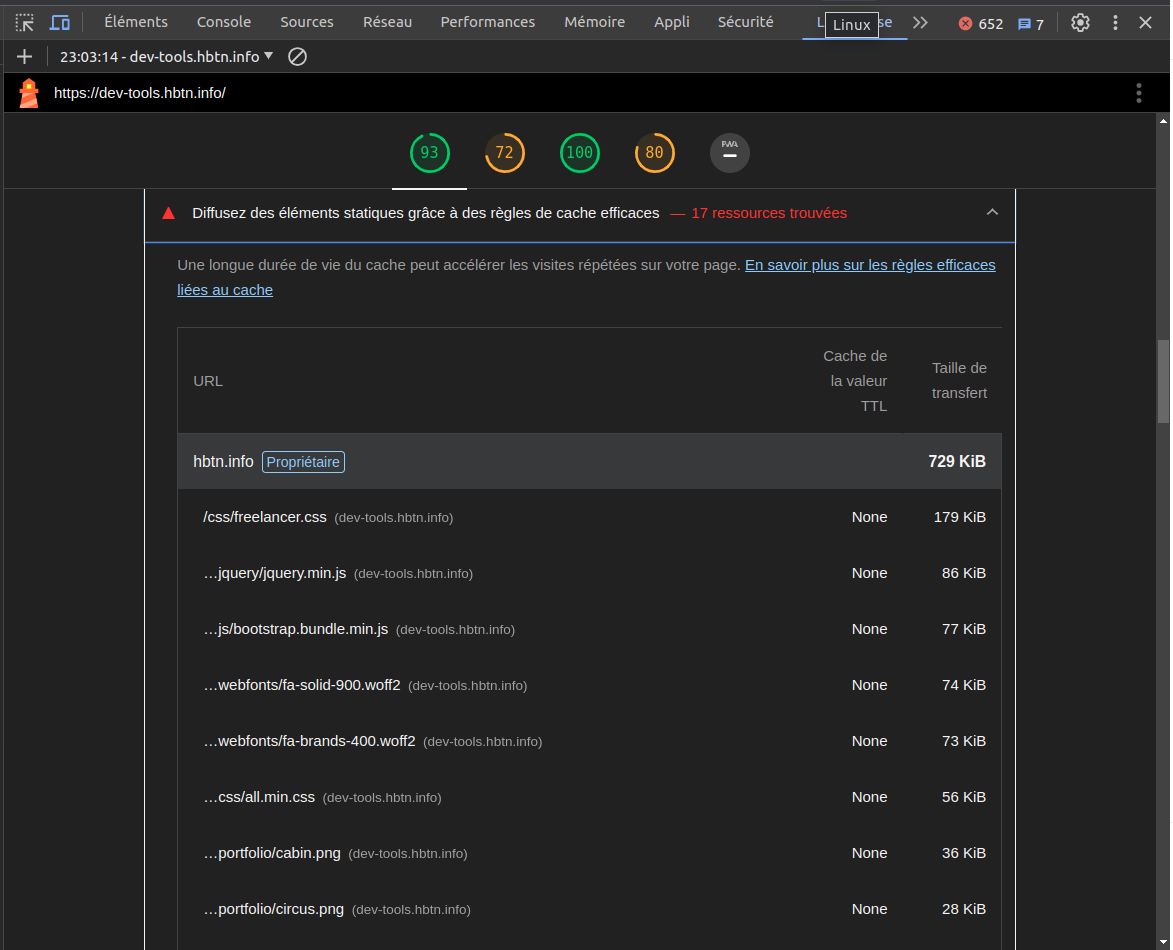 Éléments Console Sources Réseau Performances Mémoire Appli Sécurité L se 652 7
Linux
23:03:14 - dev-tools.hbtn.info
https://dev-tools.hbtn.info/
93 72 100 80 PWA
Diffusez des éléments statiques grâce à des règles de cache efficaces — 17 ressources trouvées
Une longue durée de vie du cache peut accélérer les visites répétées sur votre page. En savoir plus sur les règles efficaces
liées au cache
URL
Cache de
la valeur
TTL
Taille de
transfert
hbtn.info Propriétaire 729 KiB
/css/freelancer.css (dev-tools.hbtn.info) None 179 KiB
…jquery/jquery.min.js (dev-tools.hbtn.info) None 86 KiB
…js/bootstrap.bundle.min.js (dev-tools.hbtn.info) None 77 KiB
…webfonts/fa-solid-900.woff2 (dev-tools.hbtn.info) None 74 KiB
…webfonts/fa-brands-400.woff2 (dev-tools.hbtn.info) None 73 KiB
…css/all.min.css (dev-tools.hbtn.info) None 56 KiB
…portfolio/cabin.png (dev-tools.hbtn.info) None 36 KiB
…portfolio/circus.png (dev-tools.hbtn.info) None 28 KiB